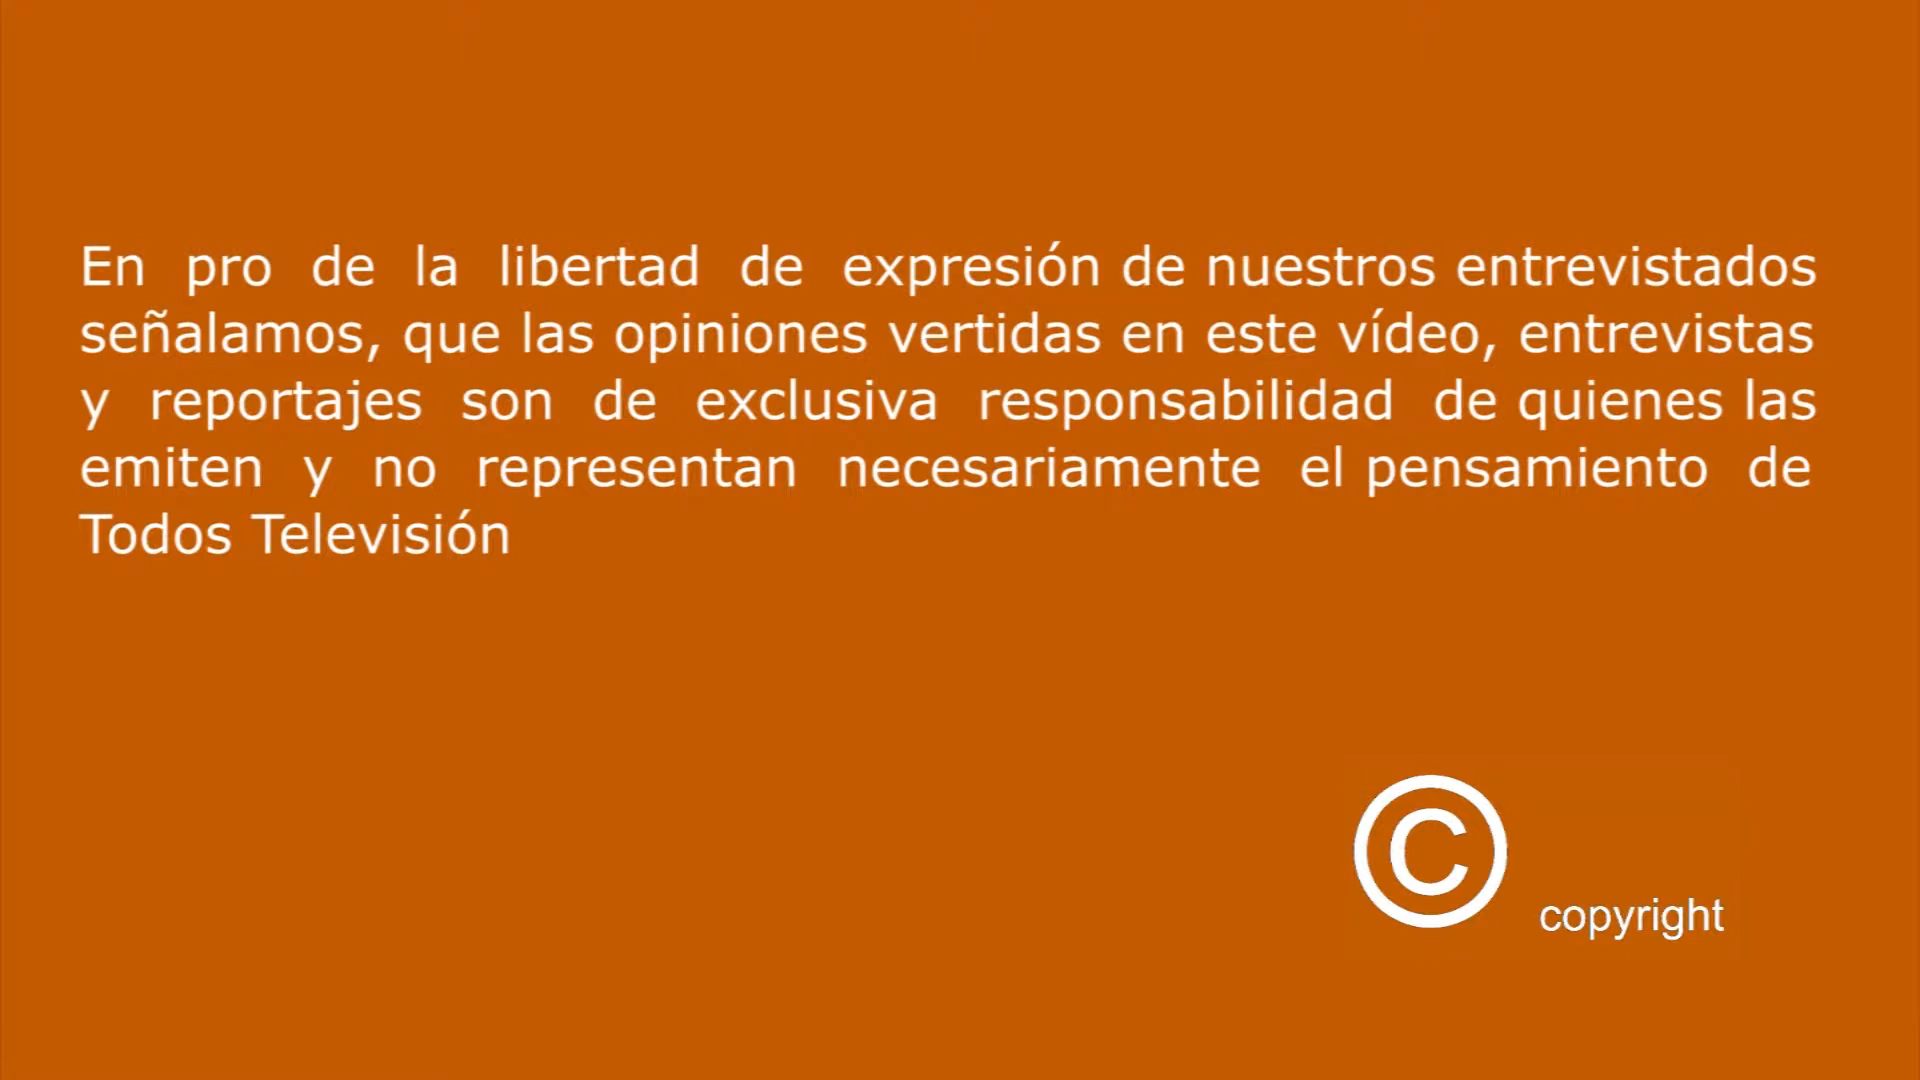 En pro de la libertad de expresión de nuestros entrevistados
señalamos, que las opiniones vertidas en este vídeo, entrevistas
y reportajes son de exclusiva responsabilidad de quienes las
emiten y no representan necesariamente el pensamiento de
Todos Televisión
©
copyright